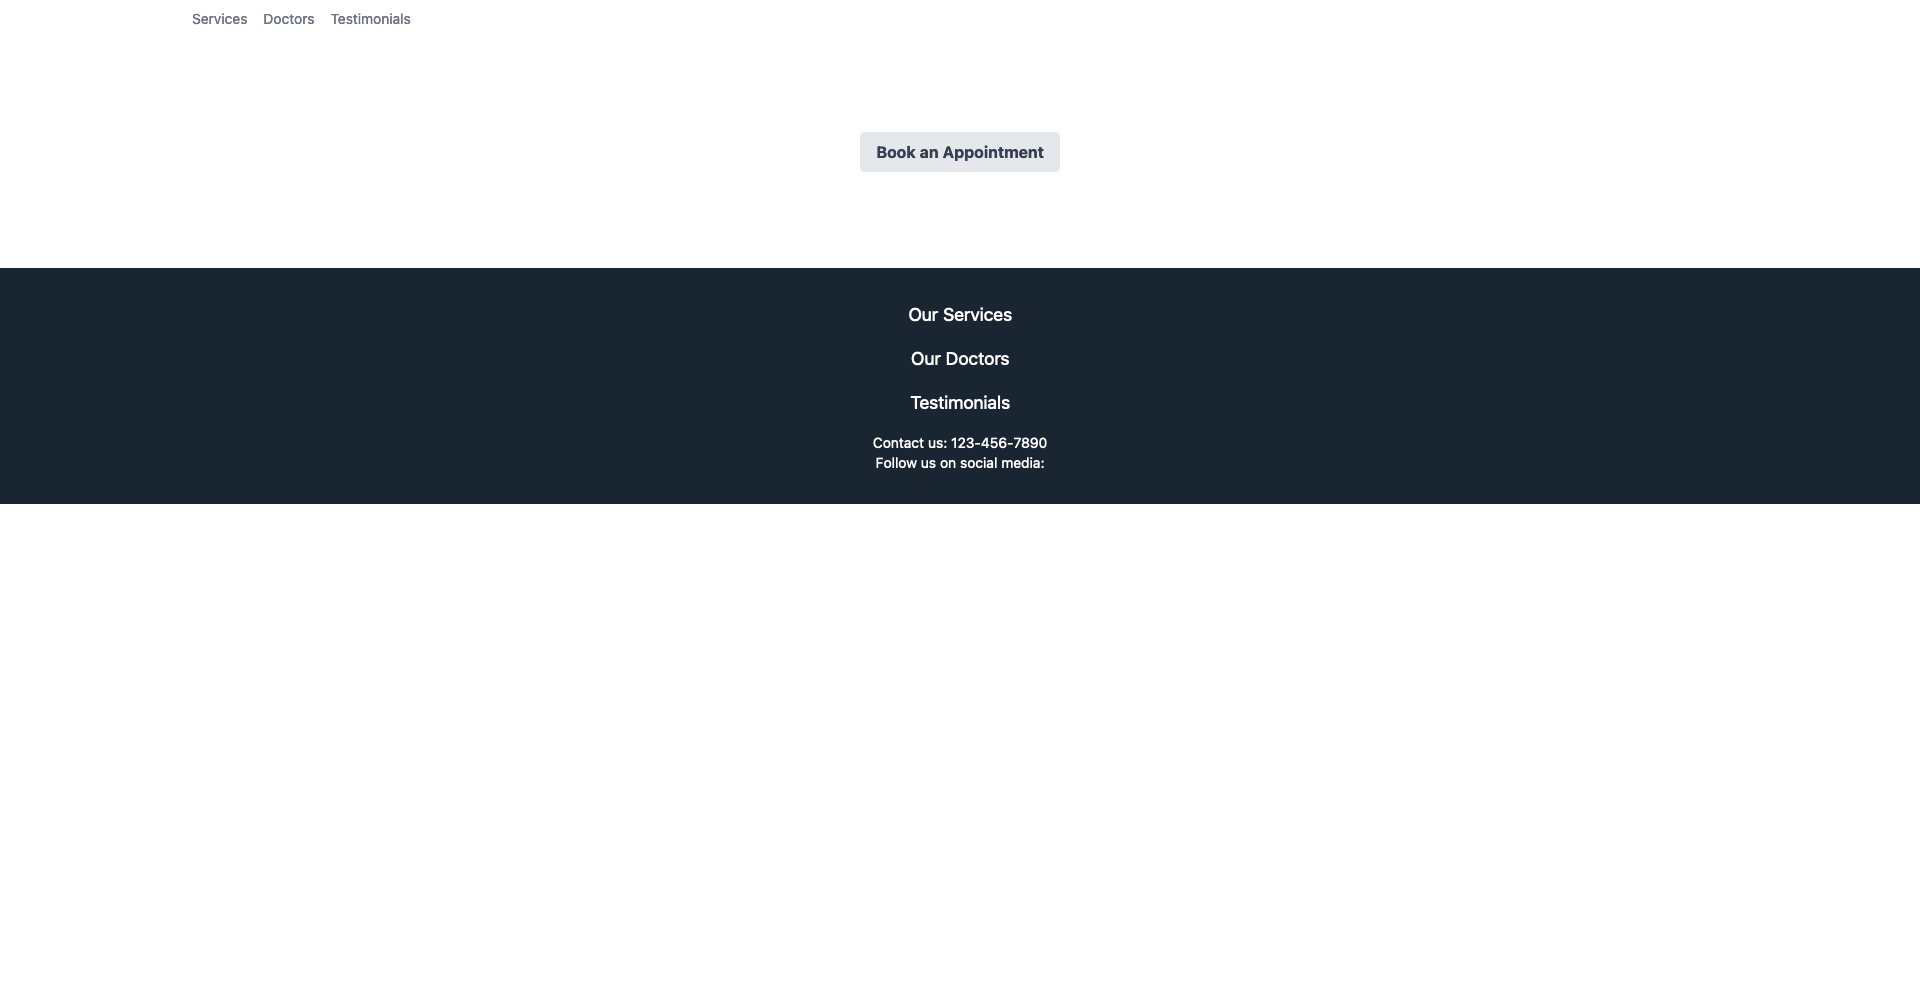 Services Doctors Testimonials
Book an Appointment
Our Services
Our Doctors
Testimonials
Contact us: 123-456-7890
Follow us on social media: